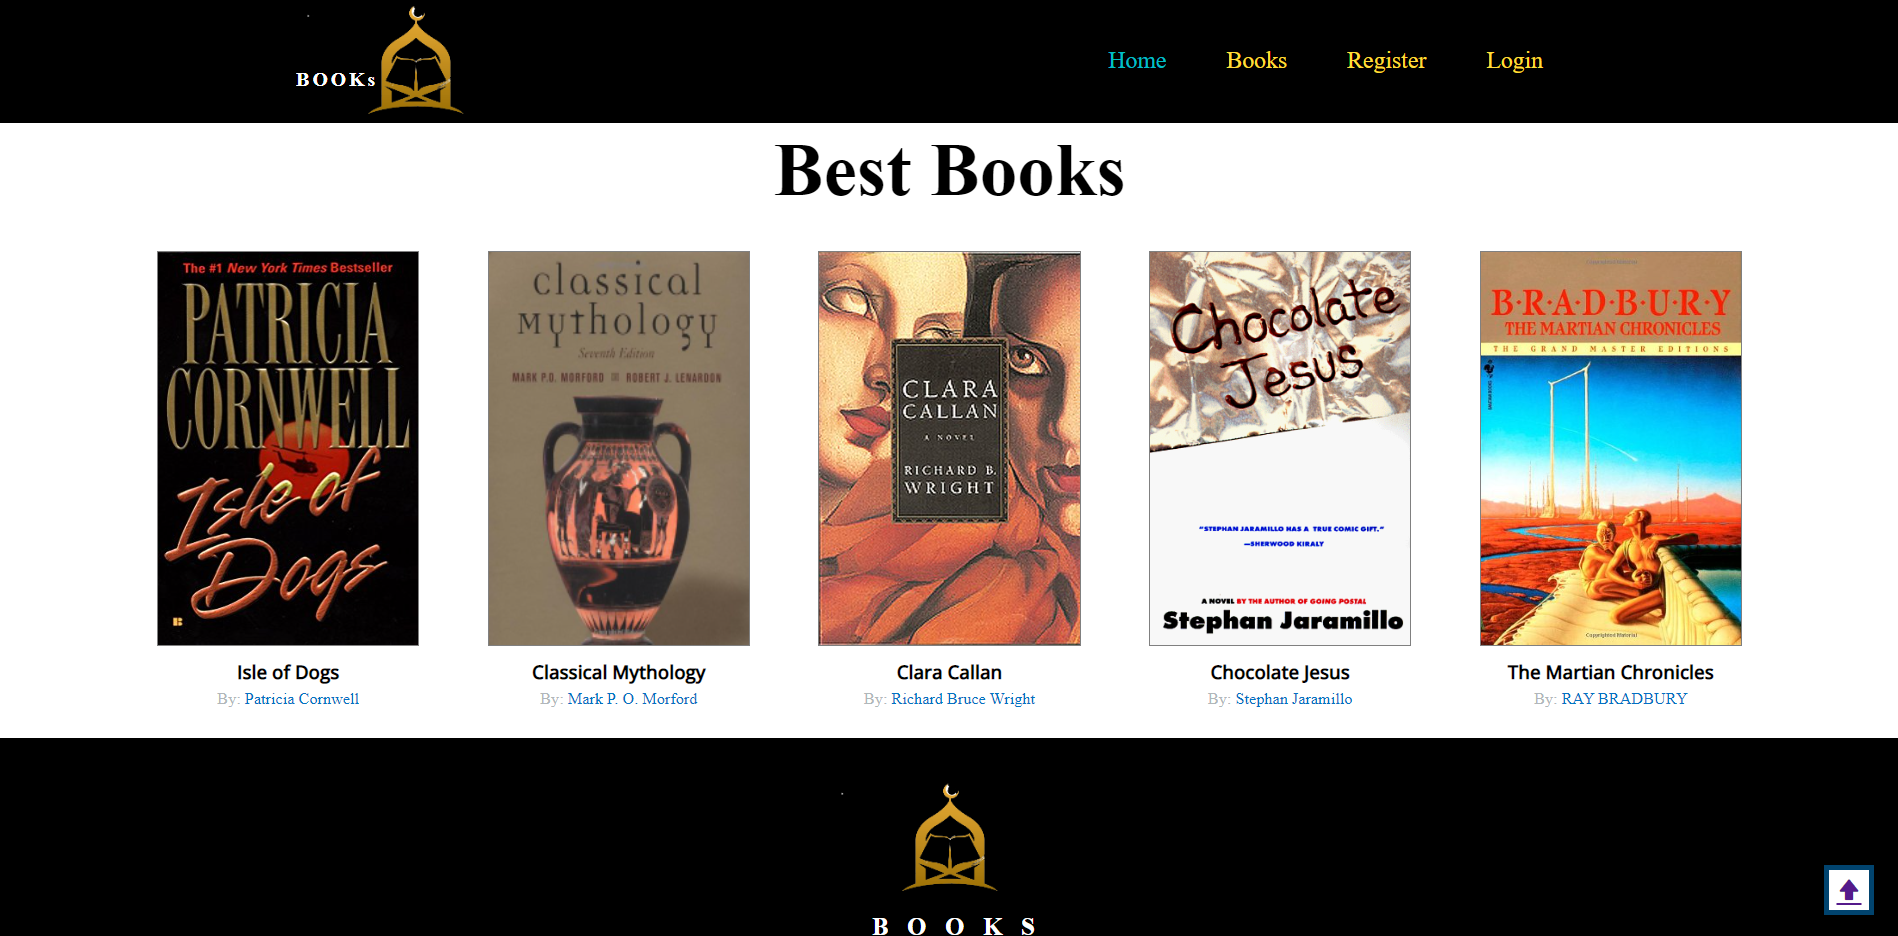 BOOKs
Home
Books
Register
Login
Best Books
The #1 New York Times Bestseller
PATRICIA
CORNWELL
Isle of
Dogs
B
classical
Mythology
Seventh Edition
MARK P.O. MORFORD
ROBERT J. LENARDON
CLARA
CALLAN
A NOVEL
RICHARD B.
WRIGHT
Chocolate
Jesus
"STEPHAN JARAMILLO HAS A TRUE COMIC GIFT."
—SHERWOOD KIRALY
A NOVEL BY THE AUTHOR OF GOING POSTAL
Stephan Jaramillo
B·R·A·D·B·U·R·Y
THE MARTIAN CHRONICLES
THE GRAND MASTER EDITIONS
Copyrighted Material
Isle of Dogs
By: Patricia Cornwell
Classical Mythology
By: Mark P. O. Morford
Clara Callan
By: Richard Bruce Wright
Chocolate Jesus
By: Stephan Jaramillo
The Martian Chronicles
By: RAY BRADBURY
BOOKS